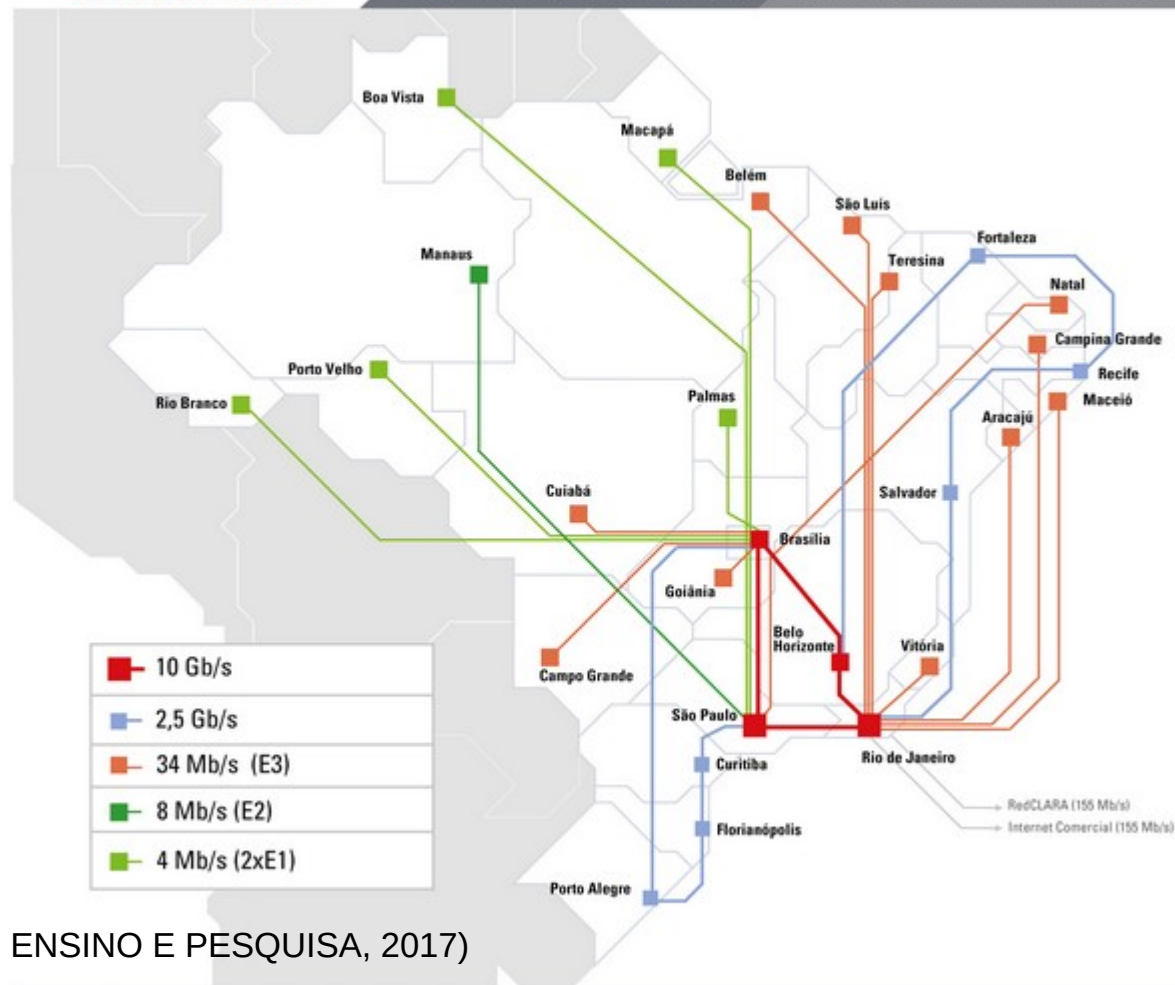 Boa Vista
Macapá
Belém
São Luís
Fortaleza
Manaus
Teresina
Natal
Campina Grande
Porto Velho
Recife
Rio Branco
Palmas
Maceió
Aracajú
Cuiabá
Salvador
Brasília
Goiânia
Belo
Horizonte
Vitória
10 Gb/s
Campo Grande
2,5 Gb/s
São Paulo
34 Mb/s (E3)
Curitiba
Rio de Janeiro
8 Mb/s (E2)
RedCLARA (155 Mb/s)
Florianópolis
Internet Comercial (155 Mb/s)
4 Mb/s (2xE1)
Porto Alegre
ENSINO E PESQUISA, 2017)